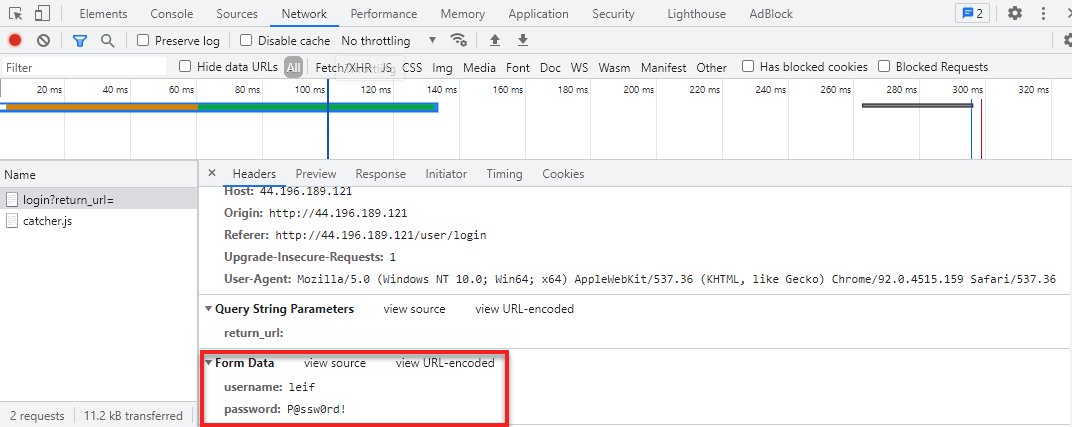 Elements Console Sources Network Performance Memory Application Security Lighthouse AdBlock 2
Preserve log Disable cache No throttling
Filter Hide data URLs All Fetch/XHR JS CSS Img Media Font Doc WS Wasm Manifest Other Has blocked cookies Blocked Requests
20 ms 40 ms 60 ms 80 ms 100 ms 120 ms 140 ms 160 ms 180 ms 200 ms 220 ms 240 ms 260 ms 280 ms 300 ms 320 ms
Name × Headers Preview Response Initiator Timing Cookies
login?return_url=
catcher.js
Host: 44.196.189.121
Origin: http://44.196.189.121
Referer: http://44.196.189.121/user/login
Upgrade-Insecure-Requests: 1
User-Agent: Mozilla/5.0 (Windows NT 10.0; Win64; x64) AppleWebKit/537.36 (KHTML, like Gecko) Chrome/92.0.4515.159 Safari/537.36
Query String Parameters view source view URL-encoded
return_url:
Form Data view source view URL-encoded
username: leif
password: P@ssw0rd!
2 requests 11.2 kB transferred